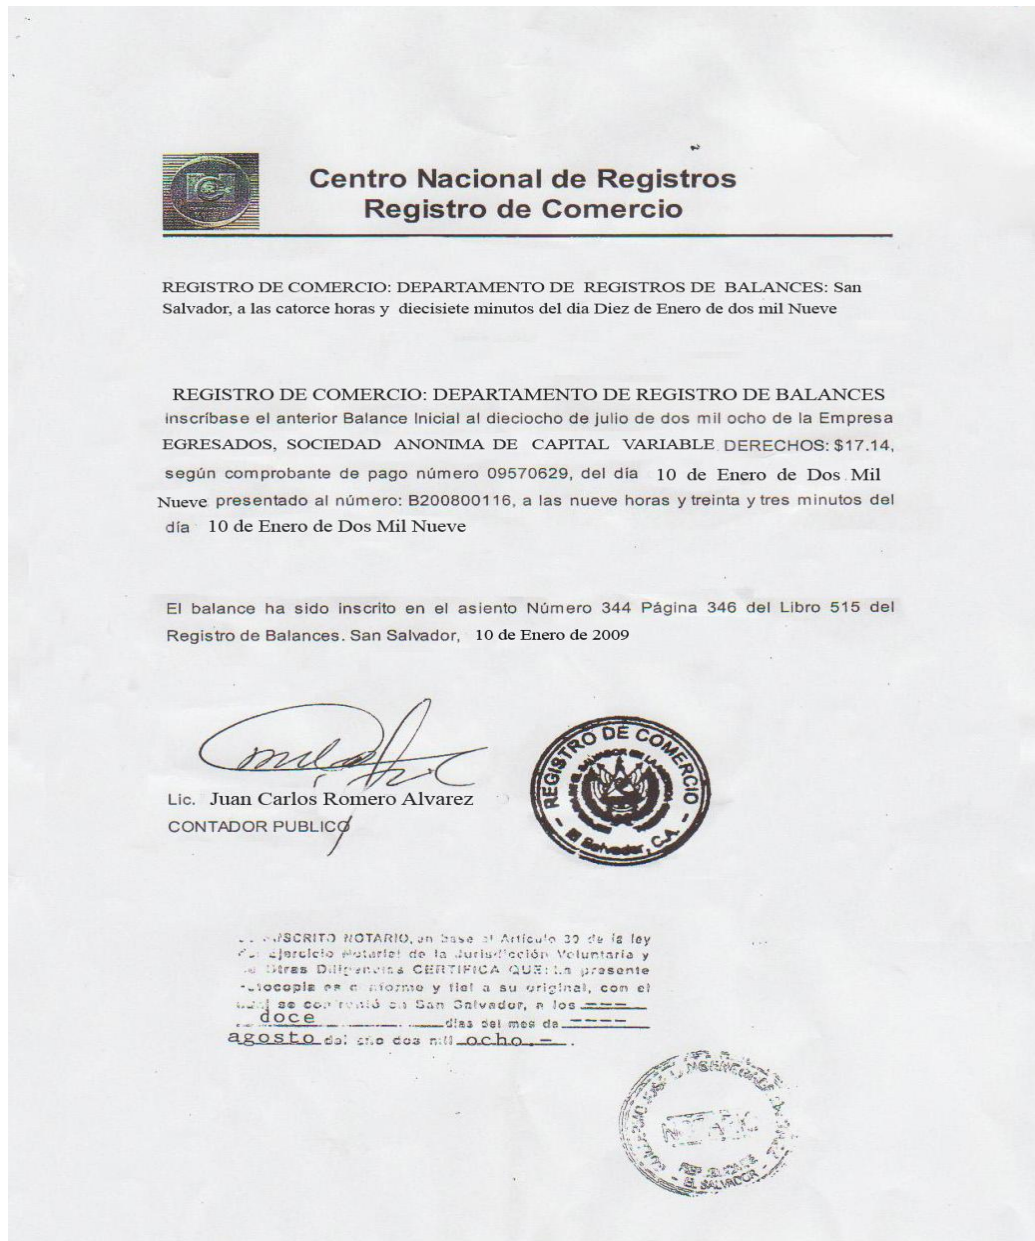 Centro Nacional de Registros
Registro de Comercio
REGISTRO DE COMERCIO: DEPARTAMENTO DE REGISTROS DE BALANCES: San
Salvador, a las catorce horas y diecisiete minutos del dia Diez de Enero de dos mil Nueve
REGISTRO DE COMERCIO: DEPARTAMENTO DE REGISTRO DE BALANCES
inscríbase el anterior Balance Inicial al dieciocho de julio de dos mil ocho de la Empresa
EGRESADOS, SOCIEDAD ANONIMA DE CAPITAL VARIABLE DERECHOS: $17.14,
según comprobante de pago número 09570629, del día 10 de Enero de Dos Mil
Nueve presentado al número: B200800116, a las nueve horas y treinta y tres minutos del
día 10 de Enero de Dos Mil Nueve
El balance ha sido inscrito en el asiento Número 344 Página 346 del Libro 515 del
Registro de Balances. San Salvador, 10 de Enero de 2009
REGISTRO DE COMERCIO
El Salvador, C.A.
Lic. Juan Carlos Romero Alvarez
CONTADOR PUBLICO
NOTARIO, en base al Artículo 30 de la ley
Ejercicio Notarial de la Jurisdicción Voluntaria y
Otras Diligencias CERTIFICA QUE: La presente
es conforme y fiel a su original, con el
se confrontó en San Salvador, a los ----
doce días del mes de ----
agosto del año dos mil ocho.-.
NOTARIO
EL SALVADOR